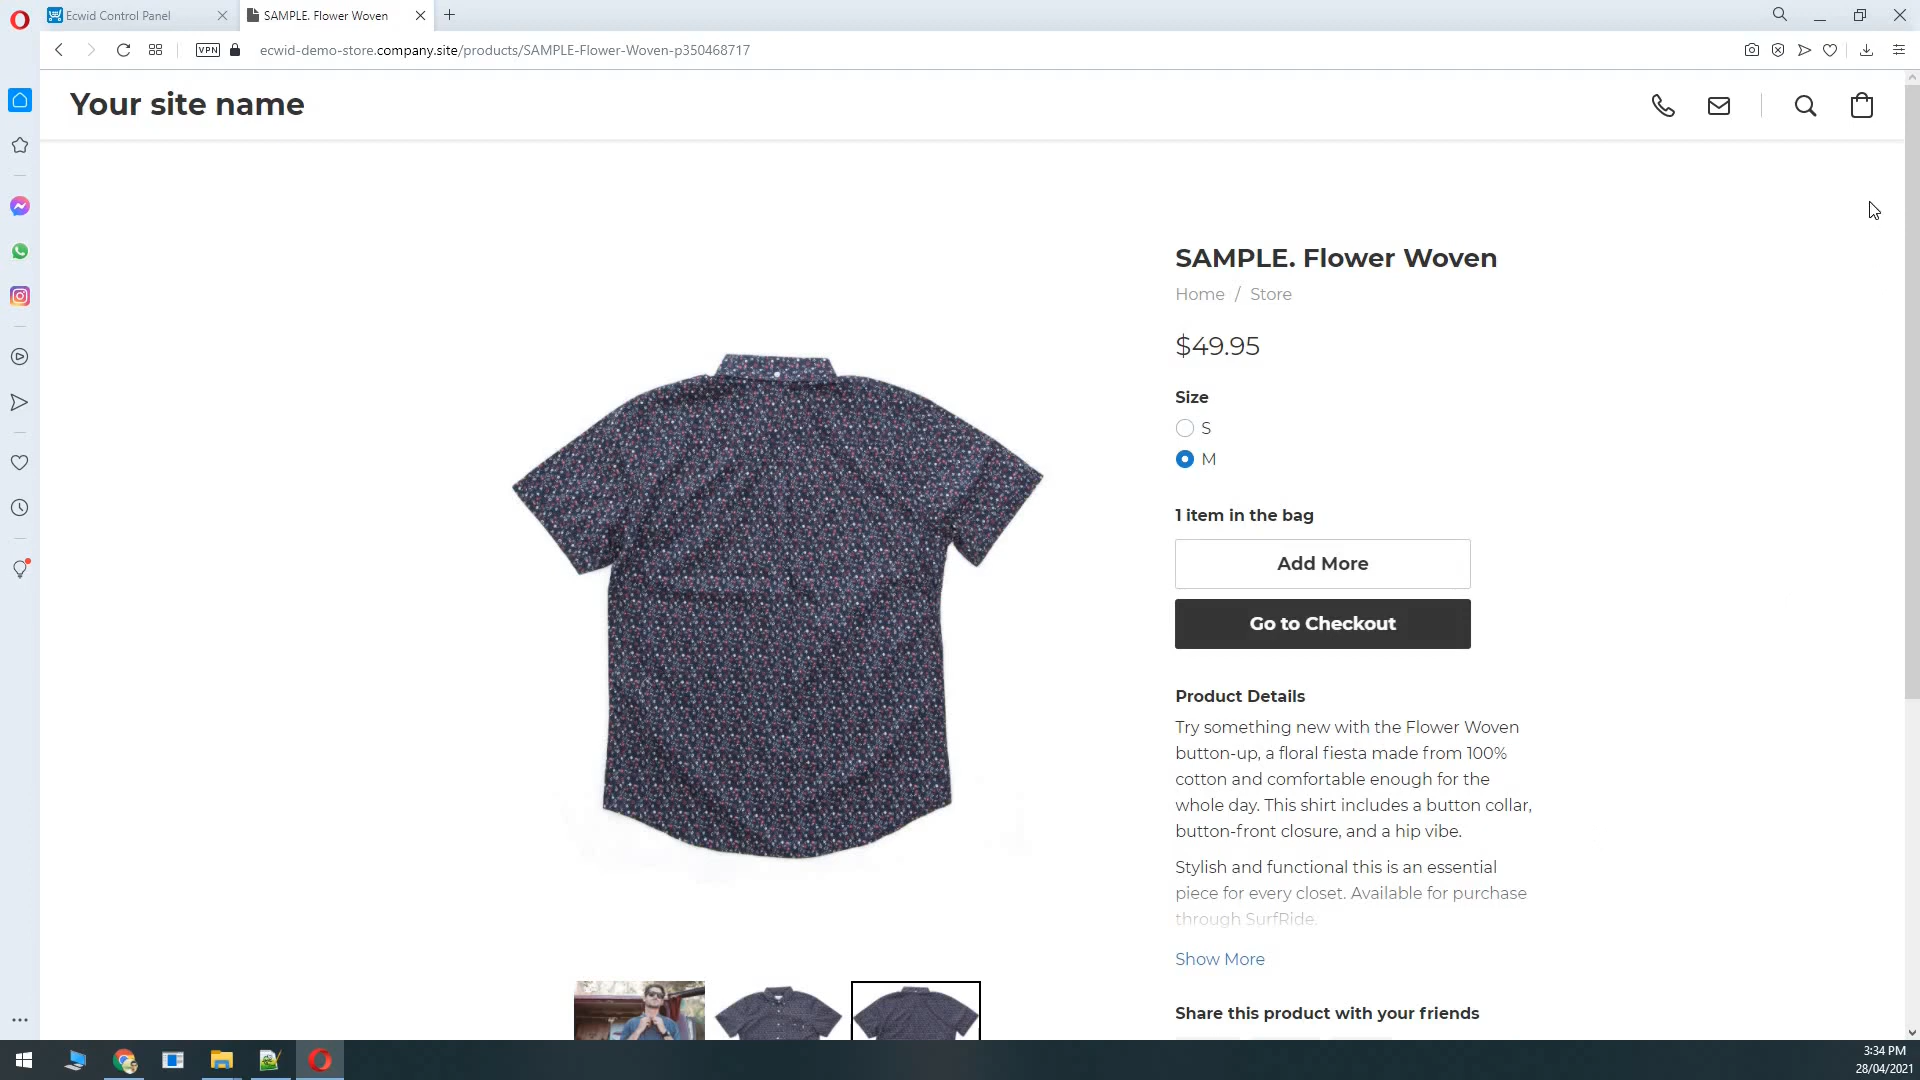 Ecwid Control Panel
SAMPLE. Flower Woven
VPN
ecwid-demo-store.company.site/products/SAMPLE-Flower-Woven-p350468717
Your site name
SAMPLE. Flower Woven
Home / Store
$49.95
Size
S
M
1 item in the bag
Add More
Go to Checkout
Product Details
Try something new with the Flower Woven
button-up, a floral fiesta made from 100%
cotton and comfortable enough for the
whole day. This shirt includes a button collar,
button-front closure, and a hip vibe.
Stylish and functional this is an essential
piece for every closet. Available for purchase
through SurfRide.
Show More
Share this product with your friends
3:34 PM
28/04/2021